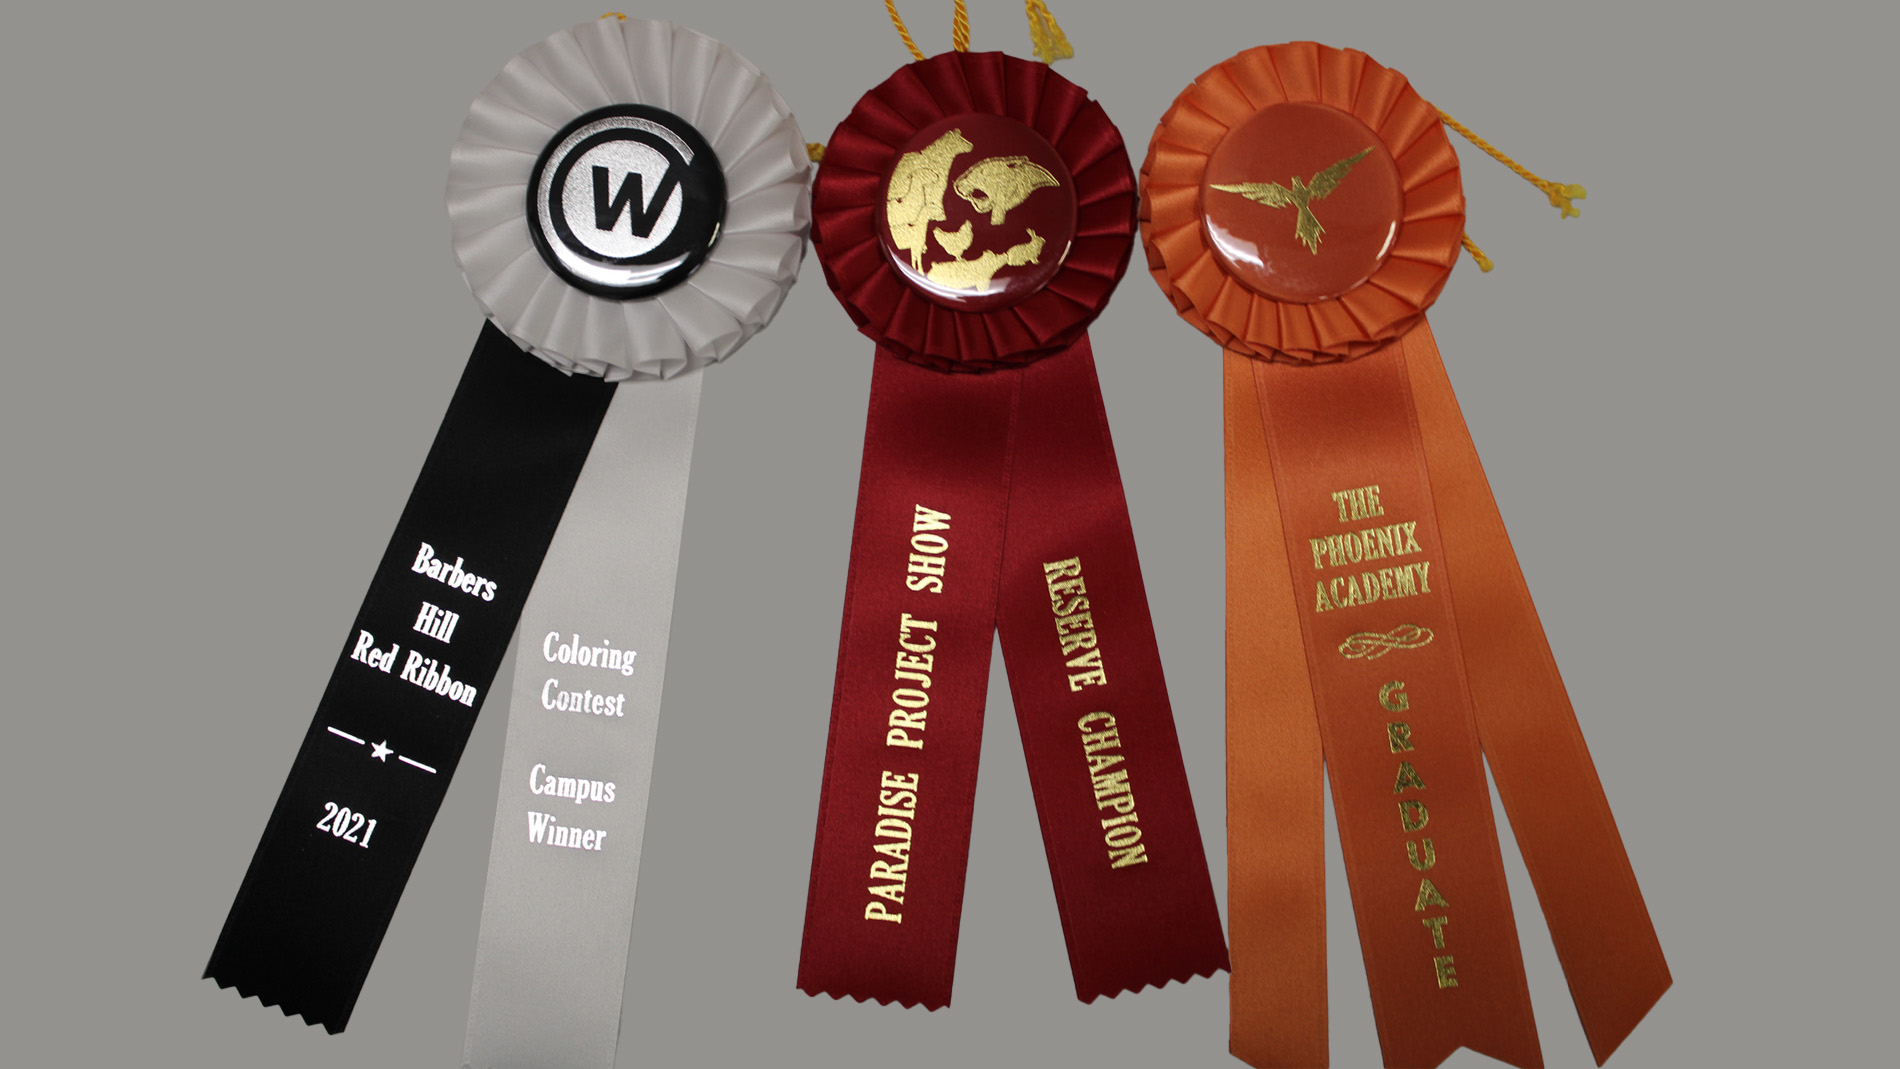 W
Barbers
Hill
Red Ribbon
2021
Coloring
Contest
Campus
Winner
PARADISE PROJECT SHOW
RESERVE CHAMPION
THE
PHOENIX
ACADEMY
GRADUATE